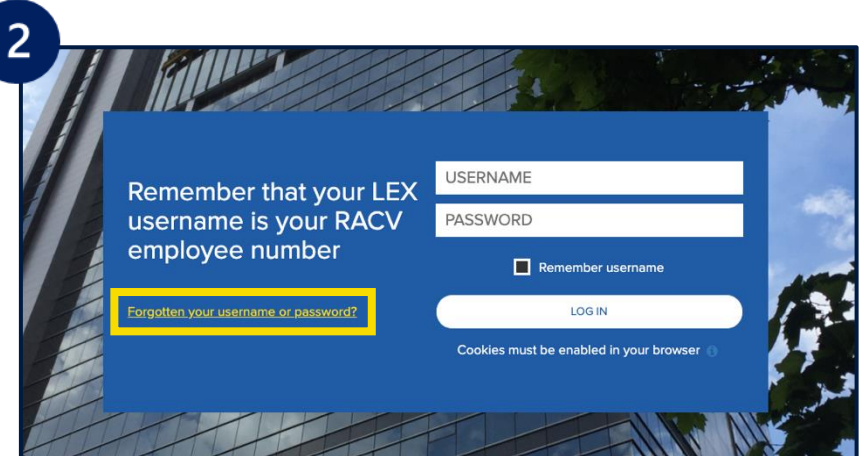 2
Remember that your LEX
username is your RACV
employee number
Forgotten your username or password?
USERNAME
PASSWORD
Remember username
LOG IN
Cookies must be enabled in your browser